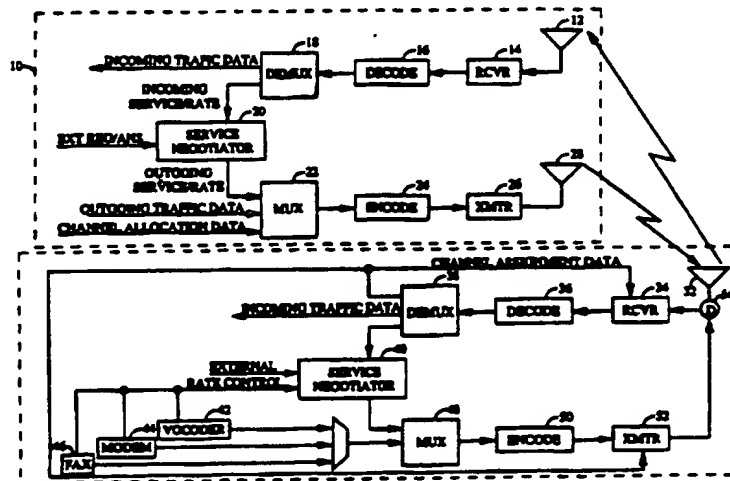 10
INCOMING TRAFIC DATA
18
DEMUX
16
DECODE
14
RCVR
12
INCOMING
SERVICE/RATE
20
EXT REQ/ANS
SERVICE
NEGOTIATOR
OUTGOING
SERVICE/RATE
22
MUX
24
ENCODE
26
XMTR
28
OUTGOING TRAFFIC DATA
CHANNEL ALLOCATION DATA
CHANNEL ASSIGNMENT DATA
32
38
INCOMING TRAFFIC DATA
DEMUX
36
DECODE
34
RCVR
D
54
40
EXTERNAL
RATE CONTROL
SERVICE
NEGOTIATOR
42
VOCODER
44
MODEM
46
FAX
48
MUX
50
ENCODE
52
XMTR